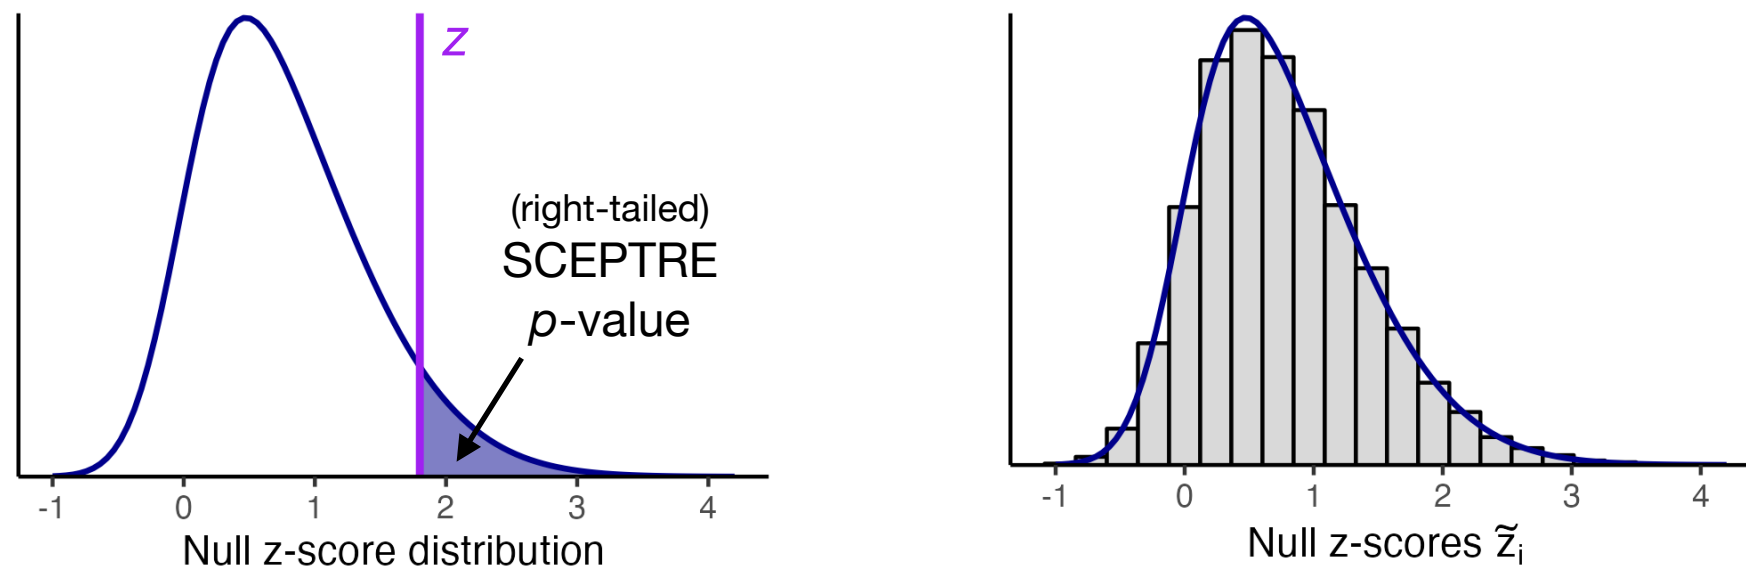 z
(right-tailed)
SCEPTRE
p-value
-1 0 1 2 3 4
Null z-score distribution
-1 0 1 2 3 4
Null z-scores z̃ᵢ